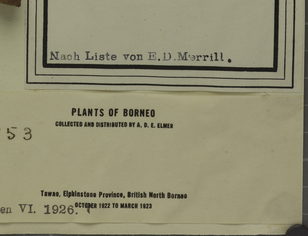 Nach Liste von E.D.Merrill.
PLANTS OF BORNEO
COLLECTED AND DISTRIBUTED BY A. D. E. ELMER
53
Tawao, Elphinstone Province, British North Borneo
OCTOBER 1922 TO MARCH 1923
en VI. 1926.